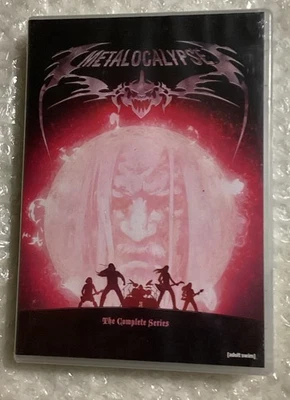 METALOCALYPSE
The Complete Series
[adult swim]